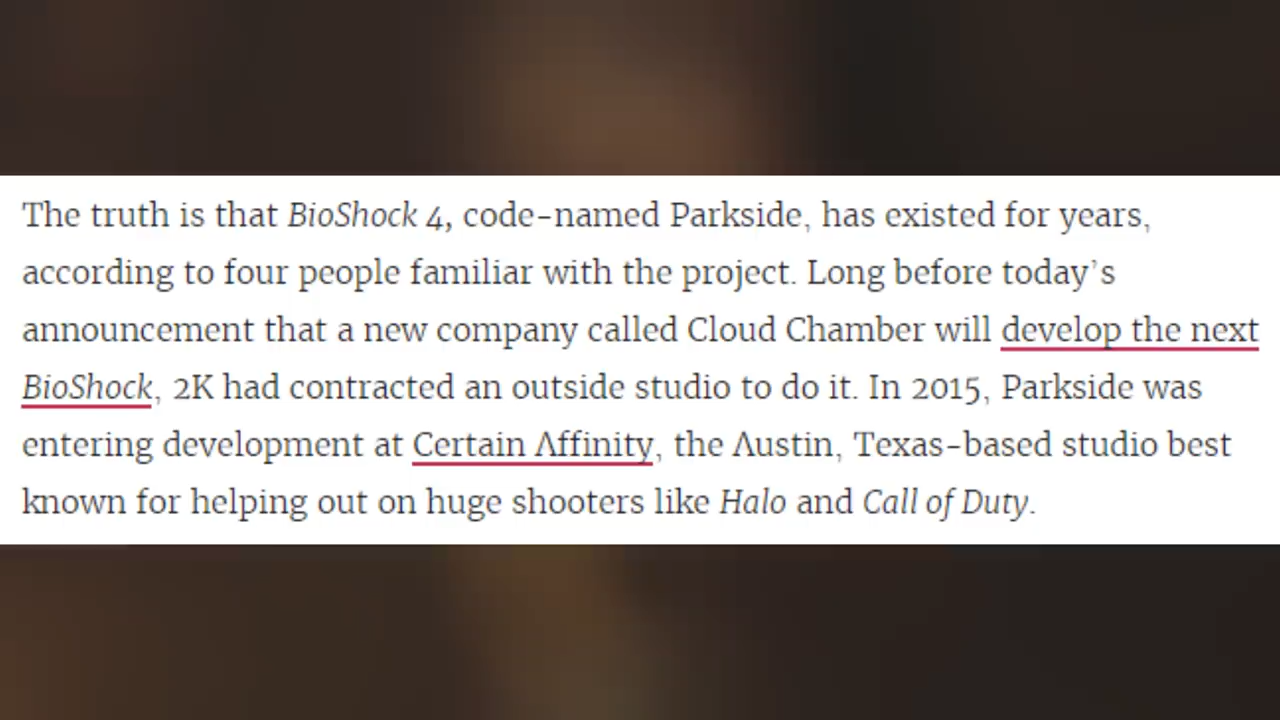 The truth is that BioShock 4, code-named Parkside, has existed for years,
according to four people familiar with the project. Long before today’s
announcement that a new company called Cloud Chamber will develop the next
BioShock, 2K had contracted an outside studio to do it. In 2015, Parkside was
entering development at Certain Affinity, the Austin, Texas-based studio best
known for helping out on huge shooters like Halo and Call of Duty.